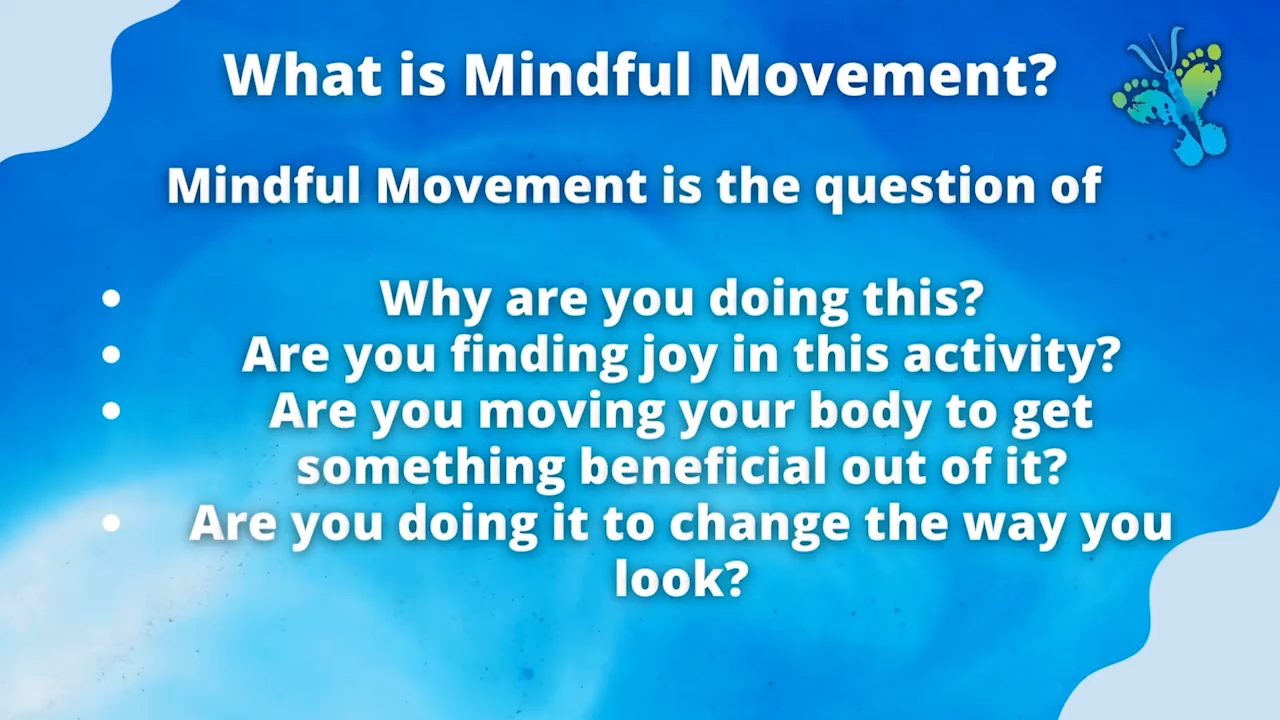 What is Mindful Movement?
Mindful Movement is the question of
• Why are you doing this?
• Are you finding joy in this activity?
• Are you moving your body to get
something beneficial out of it?
• Are you doing it to change the way you
look?